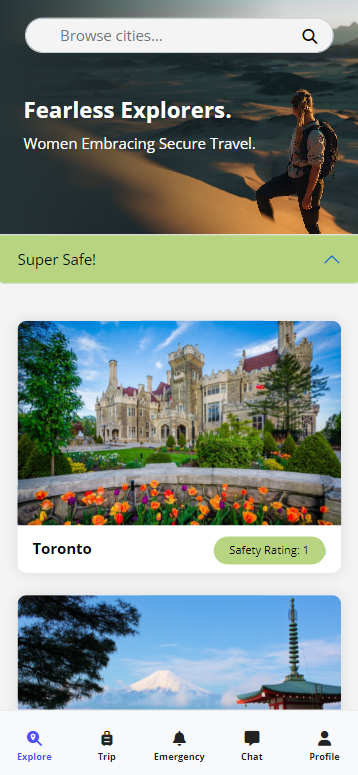 Browse cities...
Fearless Explorers.
Women Embracing Secure Travel.
Super Safe!
Toronto
Safety Rating: 1
Explore
Trip
Emergency
Chat
Profile